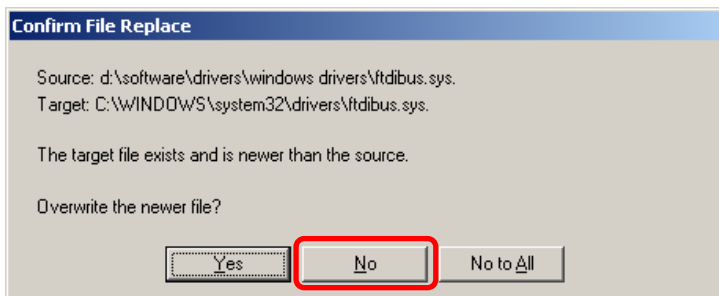 Confirm File Replace
Source: d:\software\drivers\windows drivers\ftdibus.sys.
Target: C:\WINDOWS\system32\drivers\ftdibus.sys.
The target file exists and is newer than the source.
Overwrite the newer file?
Yes No No to All